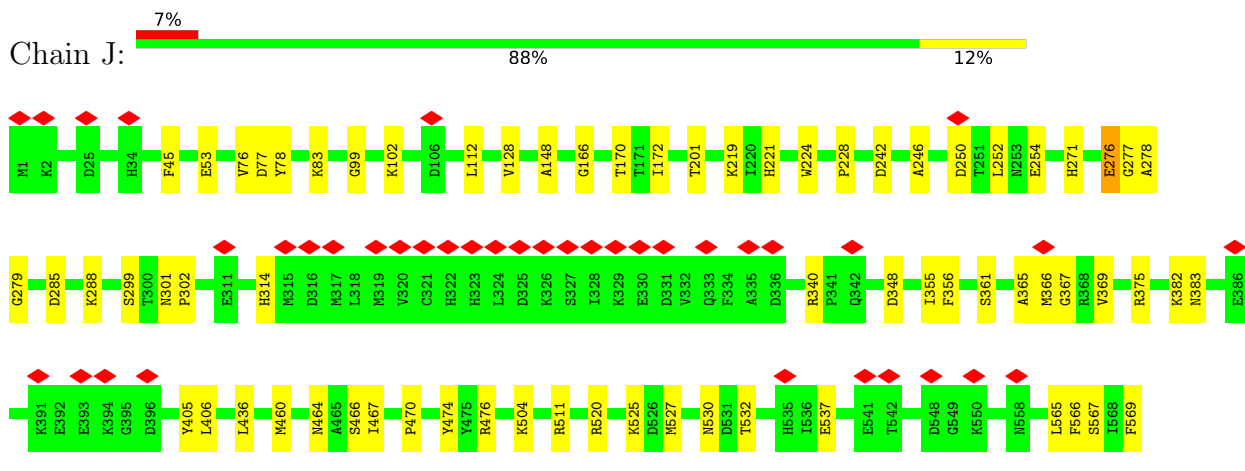 7%
Chain J:
88% 12%
M1 K2 D25 H34 F45 E53 V76 D77 Y78 K83 G99 K102 D106 L112 V128 A148 G166 T170 T171 I172 T201 K219 I220 H221 W224 P228 D242 A246 D250 T251 L252 N253 E254 H271 E276 G277 A278
G279 D285 K288 S299 T300 N301 P302 E311 H314 M315 D316 M317 I318 M319 V320 C321 H322 H323 L324 D325 K326 S327 I328 K329 E330 D331 V332 Q333 F334 A335 D336 R340 P341 Q342 D348 I355 F356 S361 A365 M366 G367 R368 V369 R375 K382 N383 E386
K391 E392 E393 K394 G395 D396 Y405 L406 L436 M460 N464 A465 S466 I467 P470 Y474 Y475 R476 K504 R511 R520 K525 D526 M527 N530 D531 T532 H535 I536 E537 E541 T542 D548 G549 K550 N558 L565 F566 S567 I568 F569